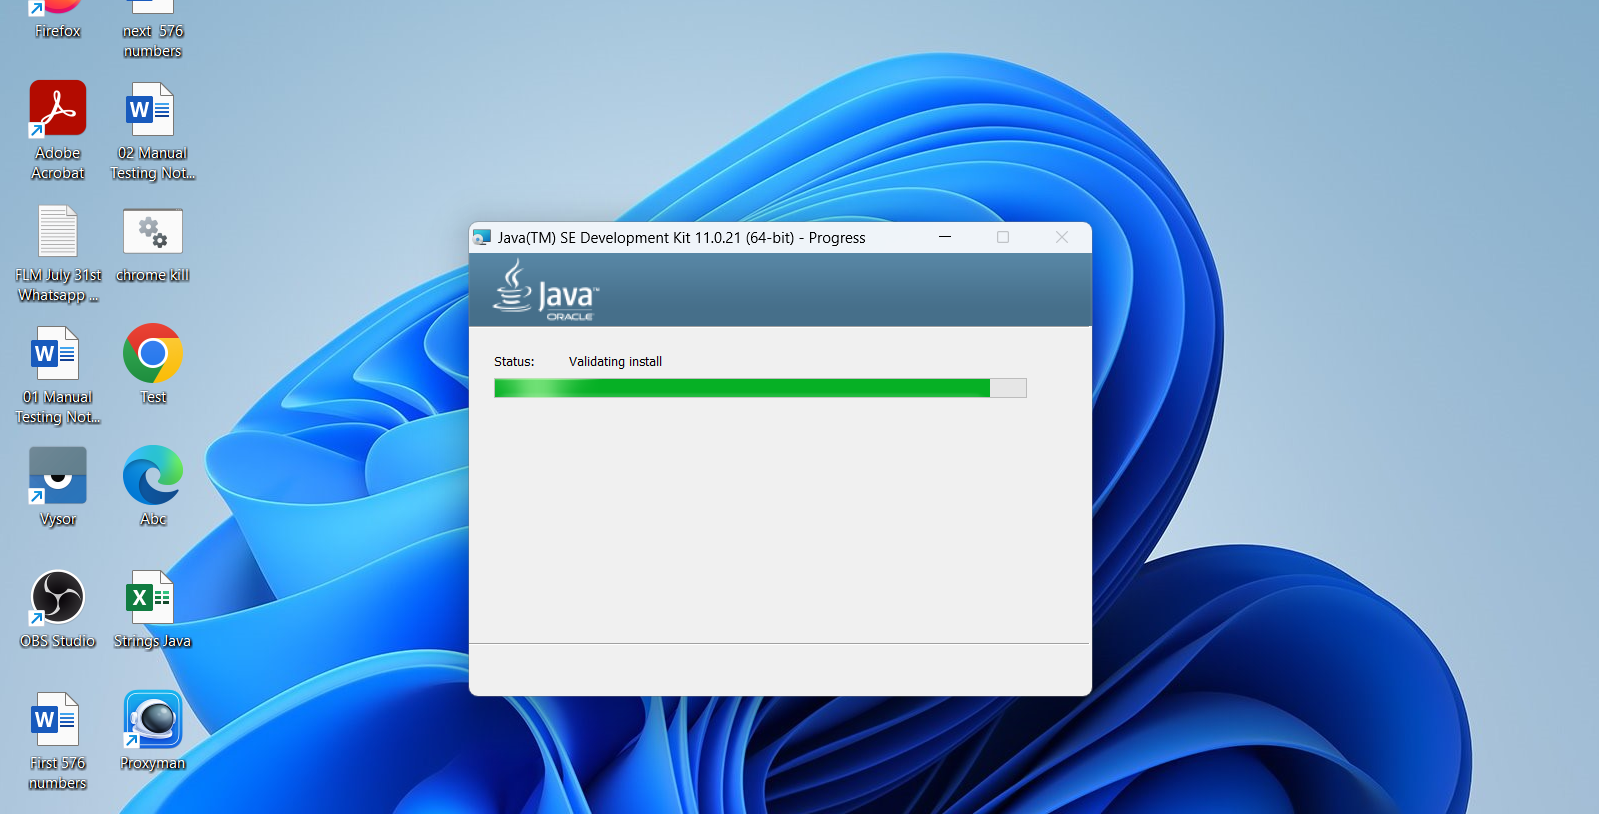 Firefox
next 576
numbers
Adobe
Acrobat
02 Manual
Testing Not...
FLM July 31st
Whatsapp ...
chrome kill
01 Manual
Testing Not...
Test
Vysor
Abc
OBS Studio
Strings Java
First 576
numbers
Proxyman
Java(TM) SE Development Kit 11.0.21 (64-bit) - Progress
Java™
ORACLE
Status: Validating install